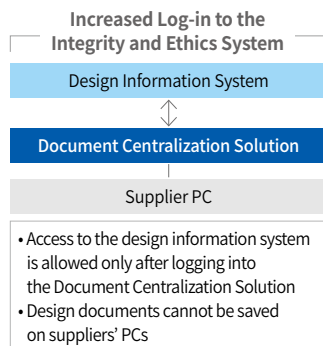 Increased Log-in to the
Integrity and Ethics System
Design Information System
Document Centralization Solution
Supplier PC
• Access to the design information system
is allowed only after logging into
the Document Centralization Solution
• Design documents cannot be saved
on suppliers’ PCs